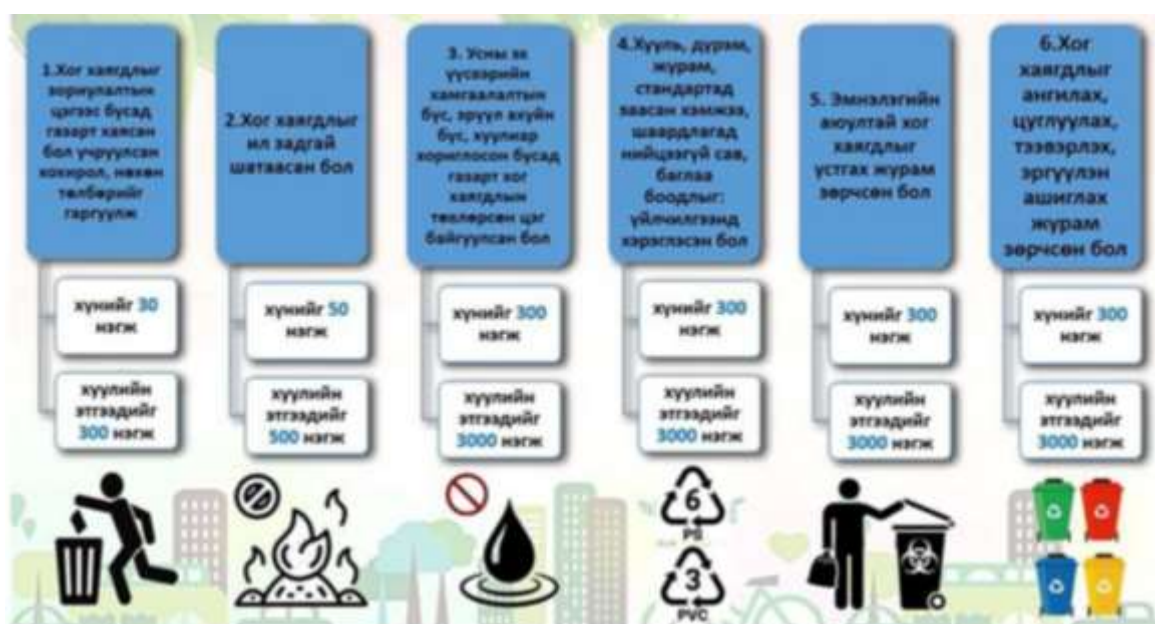 1.Хог хаягдлыг
зориулалтын
цэгээс бусад
газарт хаясан
бол учруулсан
хохирол, нөхөн
төлбөрийг
гаргуулж
хүнийг 30
нэгж
хуулийн
этгээдийг
300 нэгж
2.Хог хаягдлыг
ил задгай
шатаасан бол
хүнийг 50
нэгж
хуулийн
этгээдийг
500 нэгж
3. Усны эх
үүсвэрийн
хамгаалалтын
бүс, эрүүл ахуйн
бүс, хуулиар
хориглосон бусад
газарт хог
хаягдлын
төвлөрсөн цэг
байгуулсан бол
хүнийг 300
нэгж
хуулийн
этгээдийг
3000 нэгж
4.Хууль, дүрэм,
журам,
стандартад
заасан хэмжээ,
шаардлагад
нийцээгүй сав,
баглаа
боодлыг:
үйлчилгээнд
хэрэглэсэн бол
хүнийг 300
нэгж
хуулийн
этгээдийг
3000 нэгж
5. Эмнэлэгийн
аюултай хог
хаягдлыг
устгах журам
зөрчсөн бол
хүнийг 300
нэгж
хуулийн
этгээдийг
3000 нэгж
6.Хог
хаягдлыг
ангилах,
цуглуулах,
тээвэрлэх,
эргүүлэн
ашиглах
журам
зөрчсөн бол
хүнийг 300
нэгж
хуулийн
этгээдийг
3000 нэгж
6
PS
3
PVC